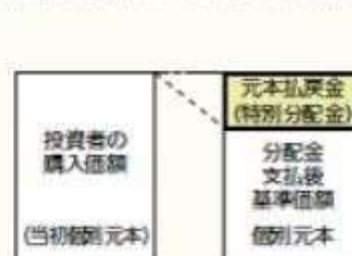 投資者の
購入価額
(当初個別元本)
元本払戻金
(特別分配金)
分配金
支払後
基準価額
個別元本